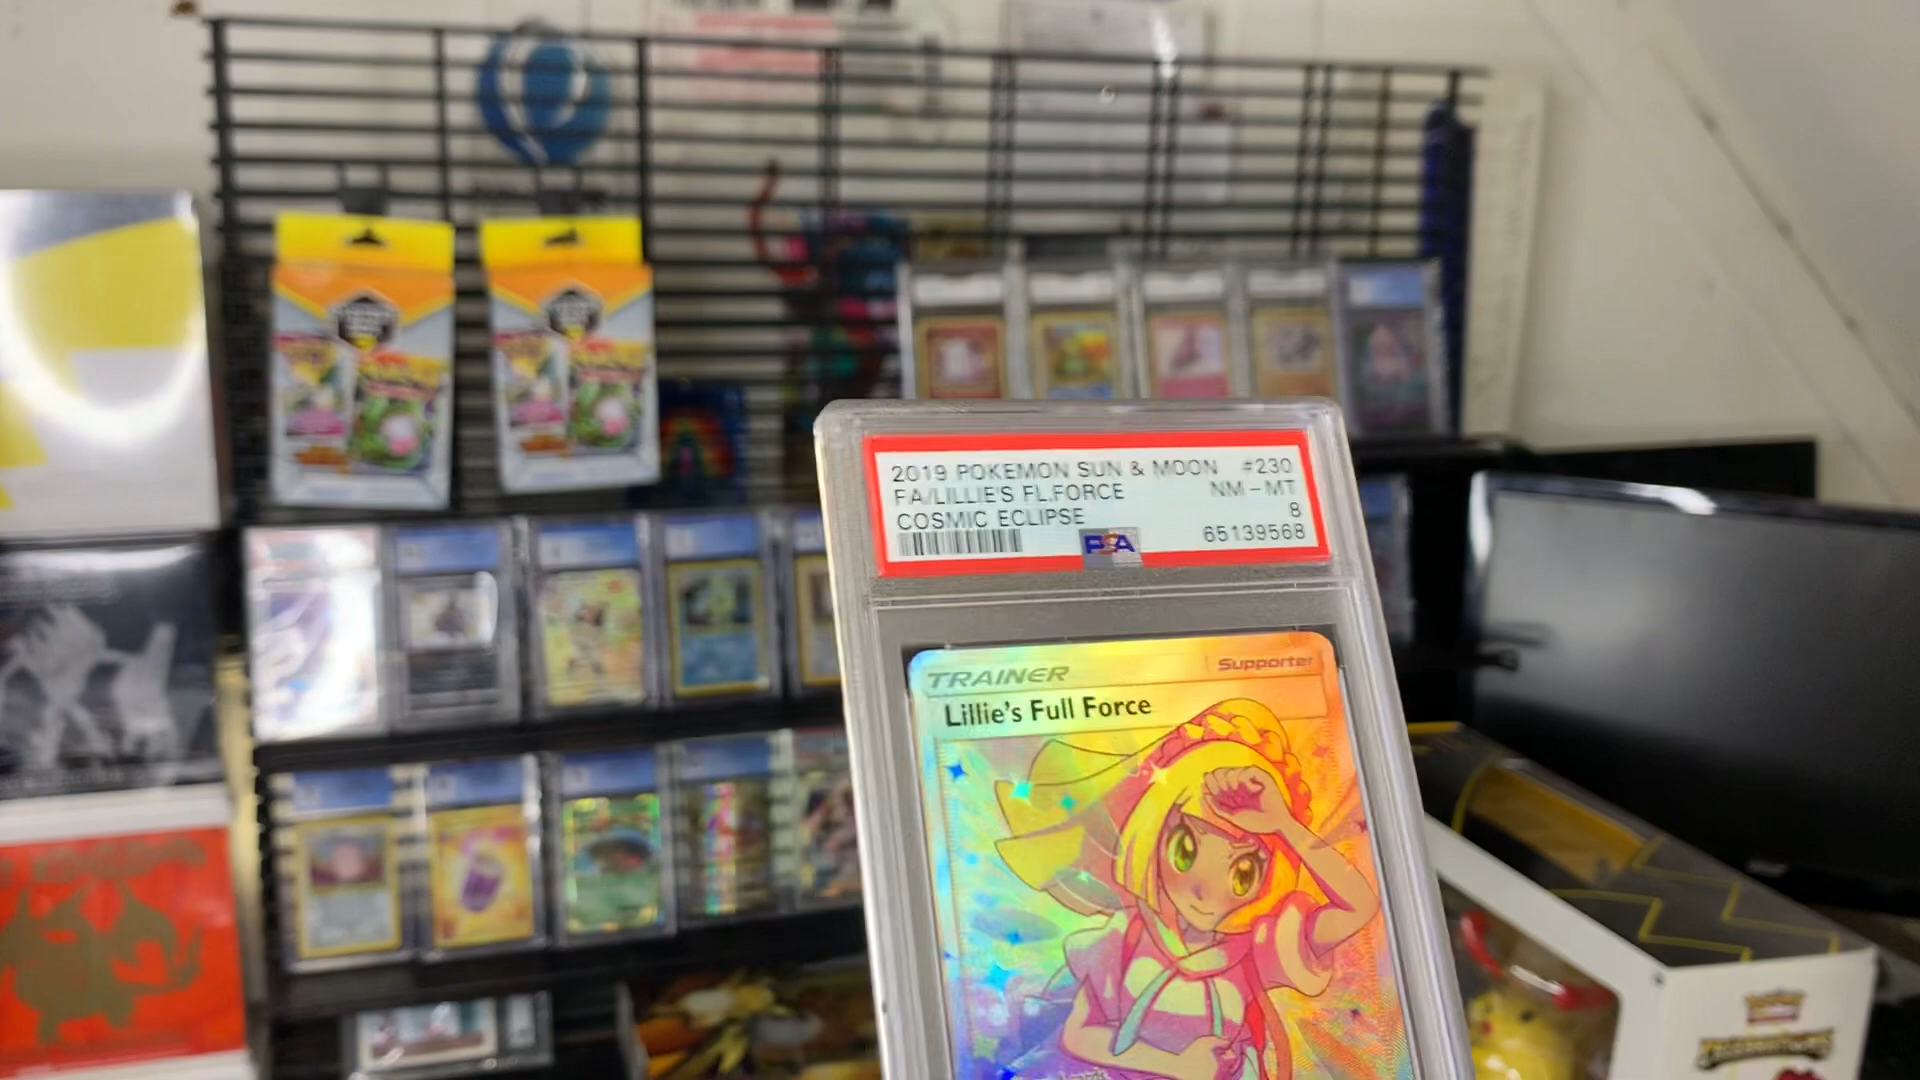 2019 POKEMON SUN & MOON #230
FA/LILLIE'S FL.FORCE NM-MT
COSMIC ECLIPSE 8
PSA 65139568
TRAINER Supporter
Lillie's Full Force